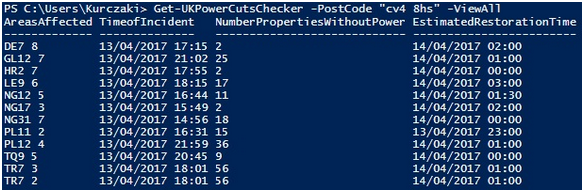 PS C:\Users\Kurczaki> Get-UKPowerCutsChecker -PostCode "cv4 8hs" -ViewAll
AreasAffected TimeofIncident NumberPropertiesWithoutPower EstimatedRestorationTime
------------- -------------- ---------------------------- ------------------------
DE7 8 13/04/2017 17:15 2 14/04/2017 02:00
GL12 7 13/04/2017 21:02 25 14/04/2017 01:00
HR2 7 13/04/2017 17:55 2 14/04/2017 00:00
LE9 6 13/04/2017 18:15 17 14/04/2017 03:00
NG12 5 13/04/2017 16:44 11 14/04/2017 01:30
NG17 3 13/04/2017 15:49 2 14/04/2017 02:00
NG31 7 13/04/2017 14:56 18 14/04/2017 00:00
PL11 2 13/04/2017 16:31 15 13/04/2017 23:00
PL12 4 13/04/2017 21:59 36 14/04/2017 01:00
TQ9 5 13/04/2017 20:45 9 14/04/2017 00:00
TR7 3 13/04/2017 18:01 56 14/04/2017 01:00
TR7 2 13/04/2017 18:01 56 14/04/2017 01:00